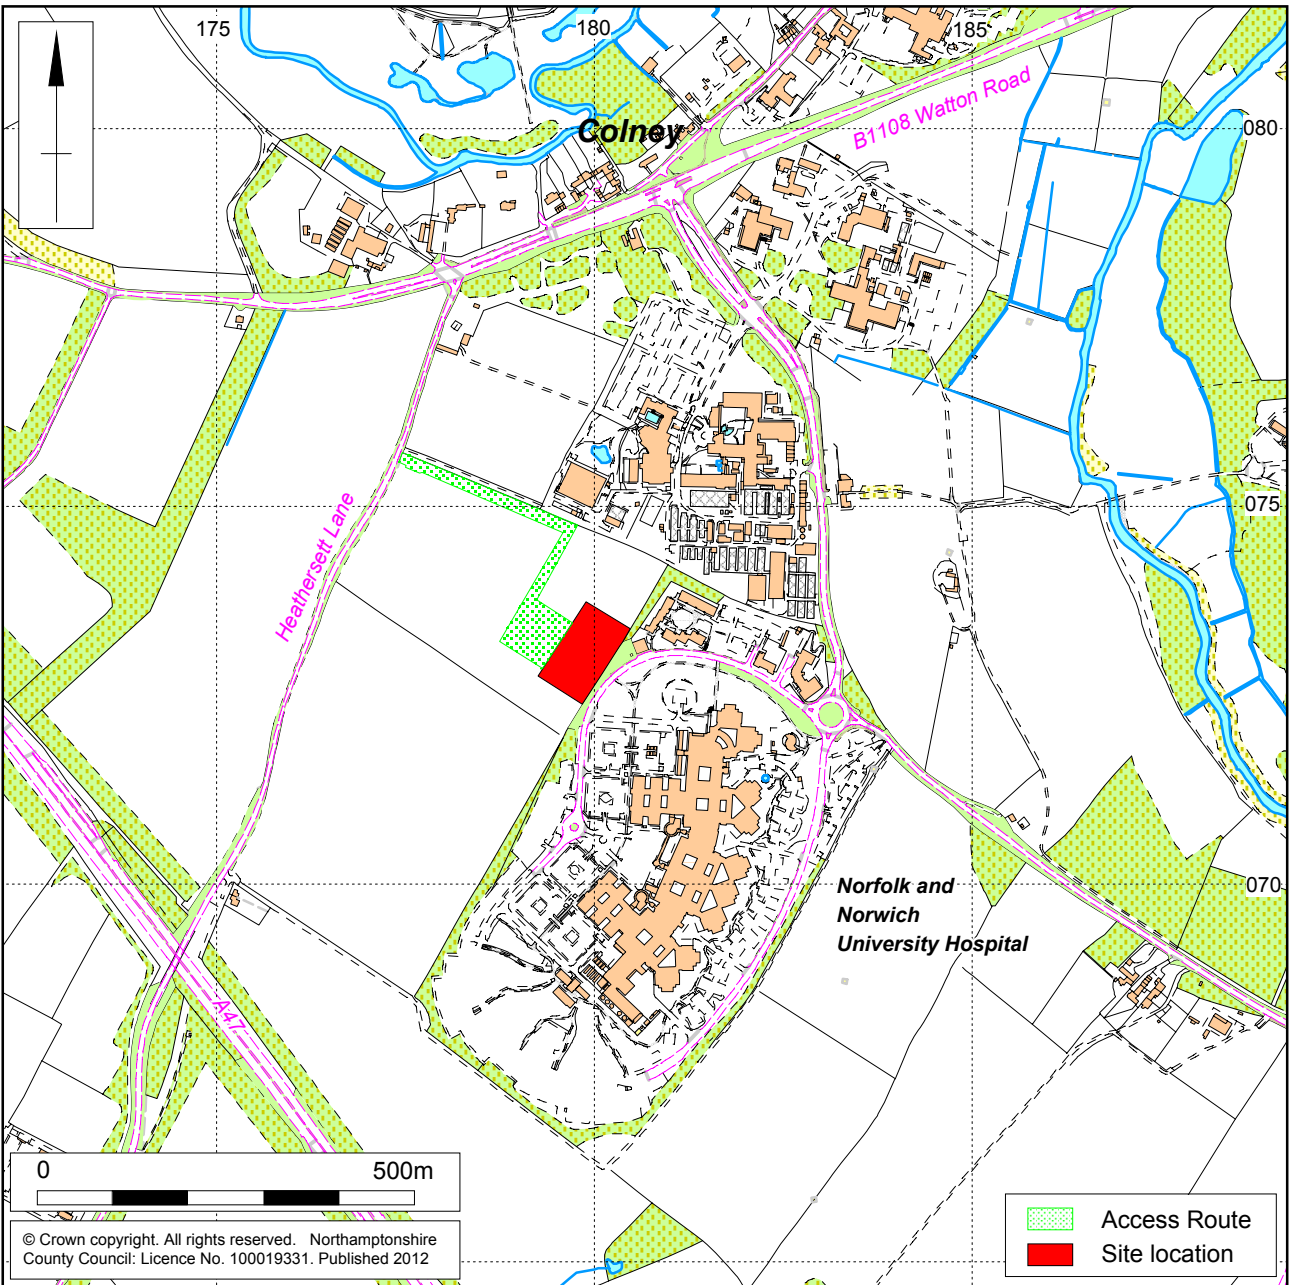 175
180
185
Colney
B1108 Watton Road
080
Heathersett Lane
075
070
Norfolk and
Norwich
University Hospital
A47
0
500m
© Crown copyright. All rights reserved. Northamptonshire
County Council: Licence No. 100019331. Published 2012
Access Route
Site location